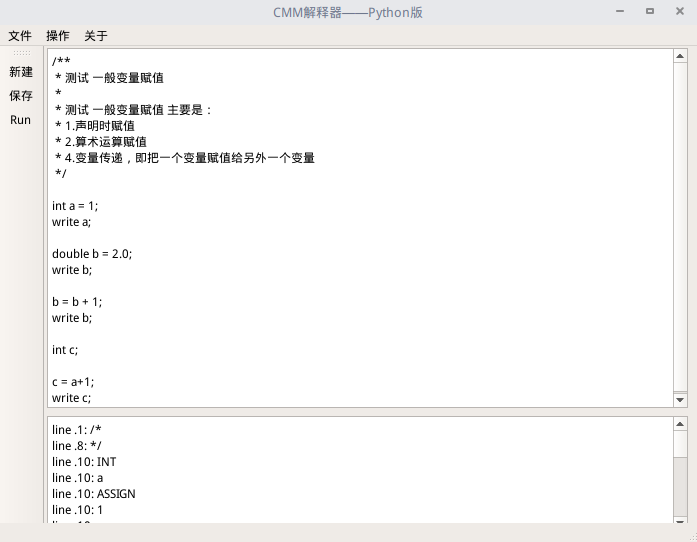 CMM解释器——Python版
文件 操作 关于
新建
保存
Run
/**
* 测试 一般变量赋值
*
* 测试 一般变量赋值 主要是：
* 1.声明时赋值
* 2.算术运算赋值
* 4.变量传递，即把一个变量赋值给另外一个变量
*/
int a = 1;
write a;
double b = 2.0;
write b;
b = b + 1;
write b;
int c;
c = a+1;
write c;
line .1: /*
line .8: */
line .10: INT
line .10: a
line .10: ASSIGN
line .10: 1